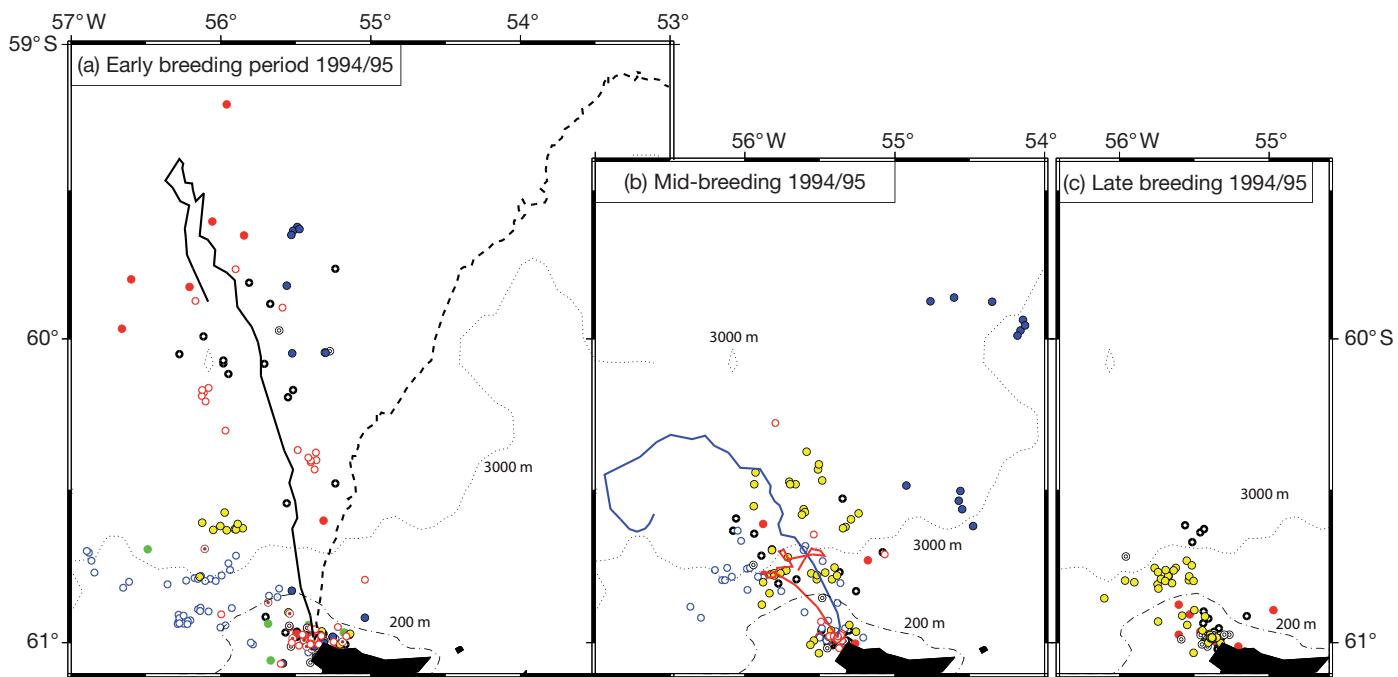 57°W 56° 55° 54° 53°
59°S
(a) Early breeding period 1994/95
56°W 55° 54°
56°W 55°
(b) Mid-breeding 1994/95
(c) Late breeding 1994/95
60°
3000 m
60°S
3000 m
3000 m
3000 m
200 m
200 m
200 m
61°
61°